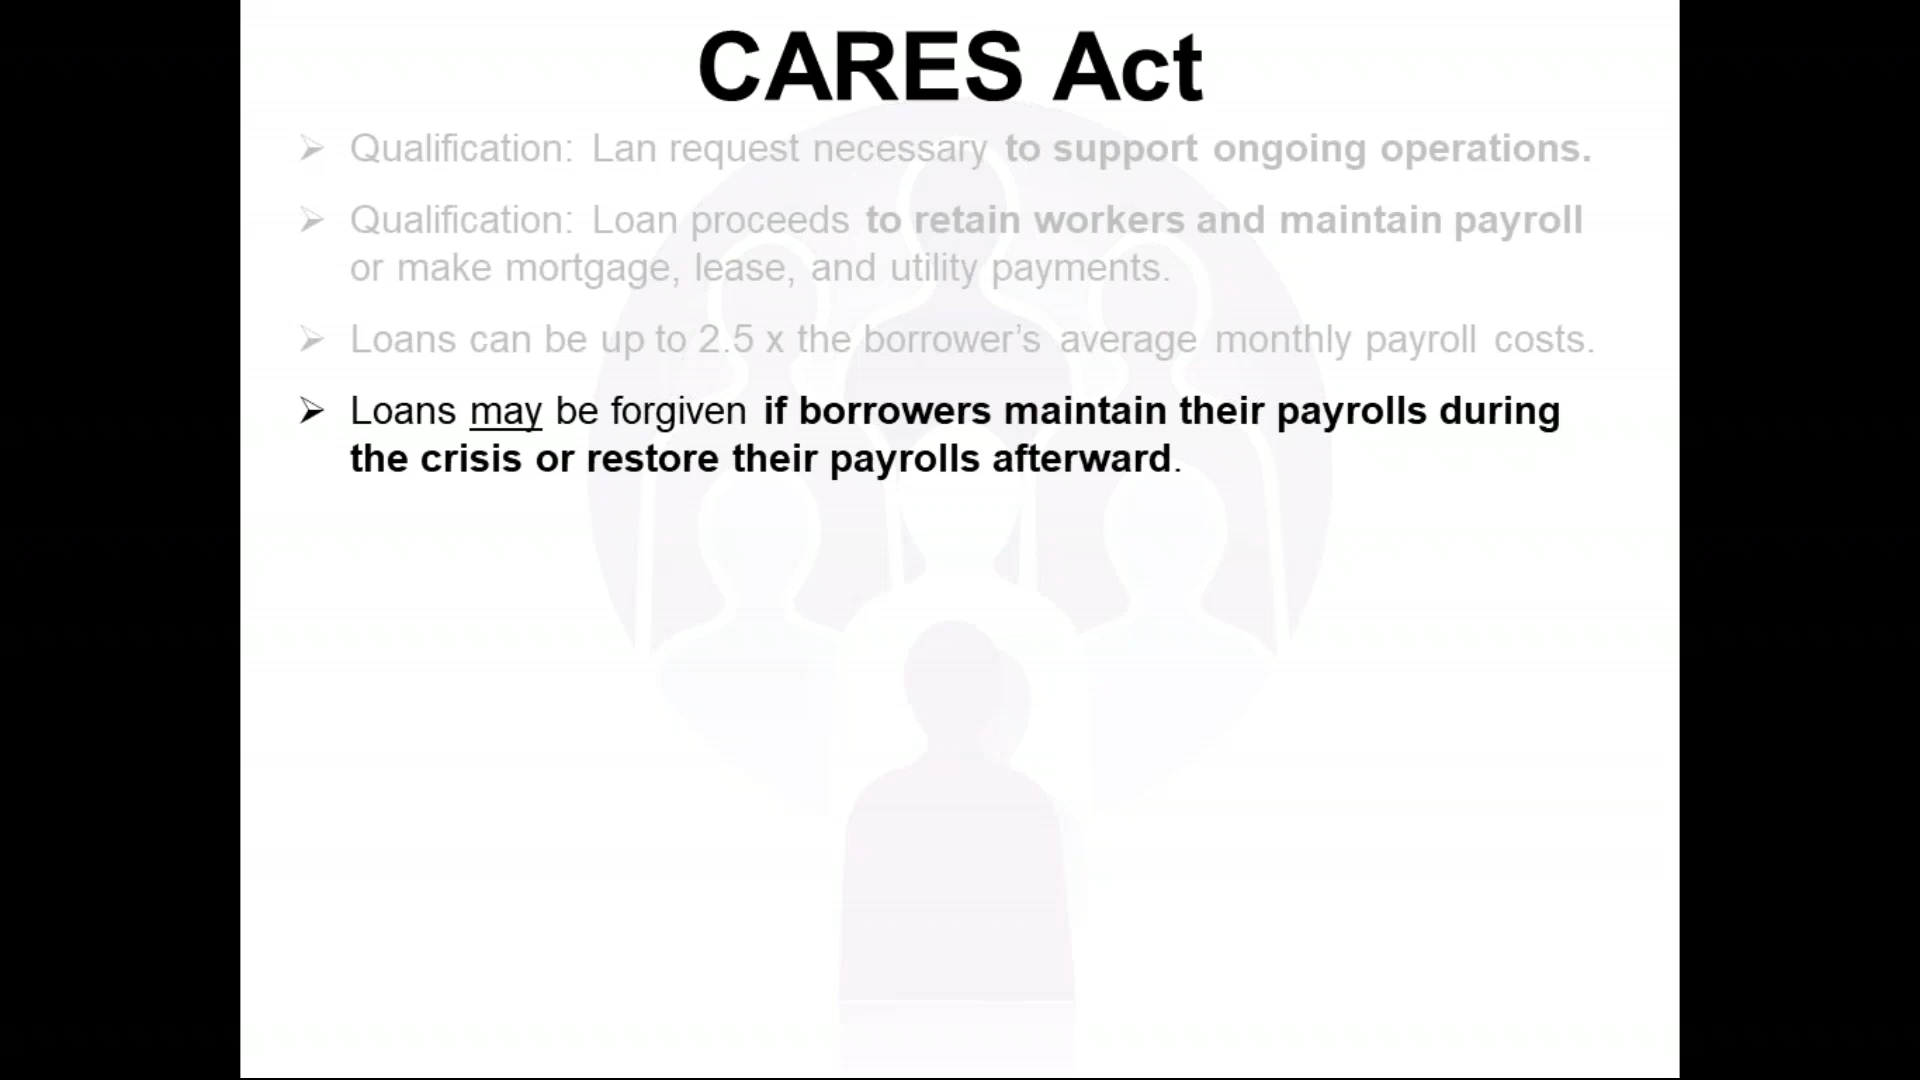 CARES Act
➢ Qualification: Lan request necessary to support ongoing operations.
➢ Qualification: Loan proceeds to retain workers and maintain payroll
or make mortgage, lease, and utility payments.
➢ Loans can be up to 2.5 x the borrower’s average monthly payroll costs.
➢ Loans may be forgiven if borrowers maintain their payrolls during
the crisis or restore their payrolls afterward.